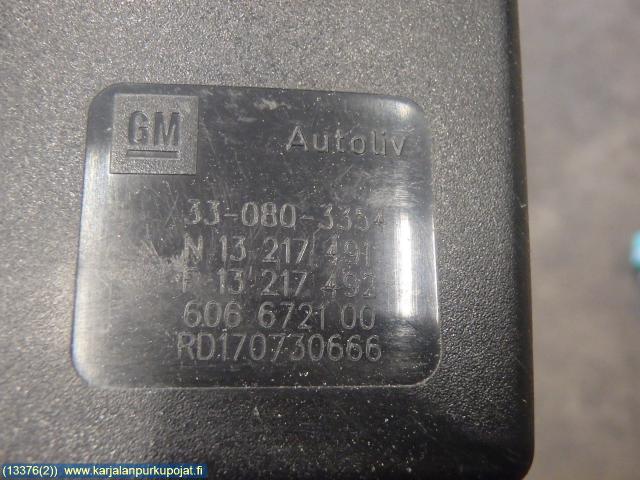 GM Autoliv
33-080-3354
N 13 217 491
F 13 217 492
606 6721 00
RD170730666
(13376(2)) www.karjalanpurkupojat.fi